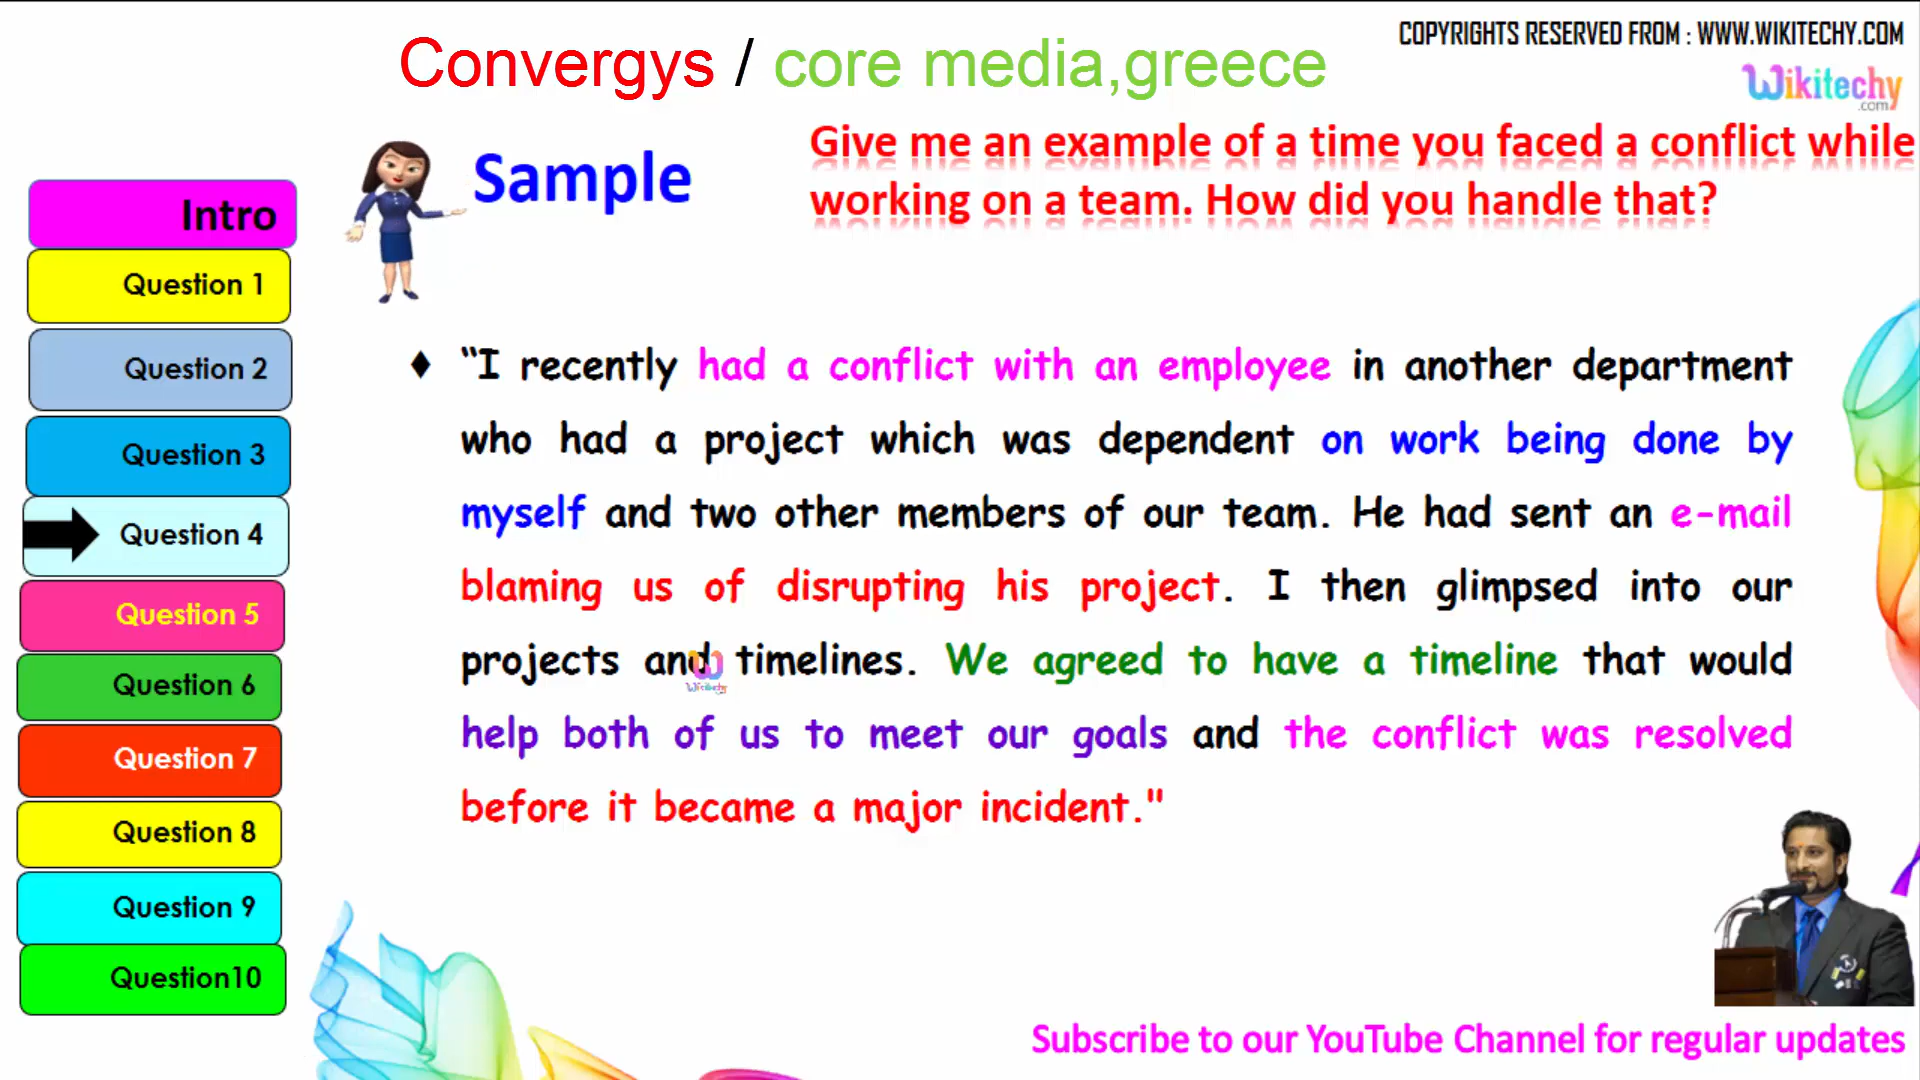 COPYRIGHTS RESERVED FROM : WWW.WIKITECHY.COM
Convergys / core media,greece
Wikitechy
.com
Sample
Give me an example of a time you faced a conflict while
working on a team. How did you handle that?
Intro
Question 1
Question 2
Question 3
Question 4
Question 5
Question 6
Question 7
Question 8
Question 9
Question10
♦ “I recently had a conflict with an employee in another department
who had a project which was dependent on work being done by
myself and two other members of our team. He had sent an e-mail
blaming us of disrupting his project. I then glimpsed into our
projects and timelines. We agreed to have a timeline that would
help both of us to meet our goals and the conflict was resolved
before it became a major incident."
Wikitechy
Subscribe to our YouTube Channel for regular updates